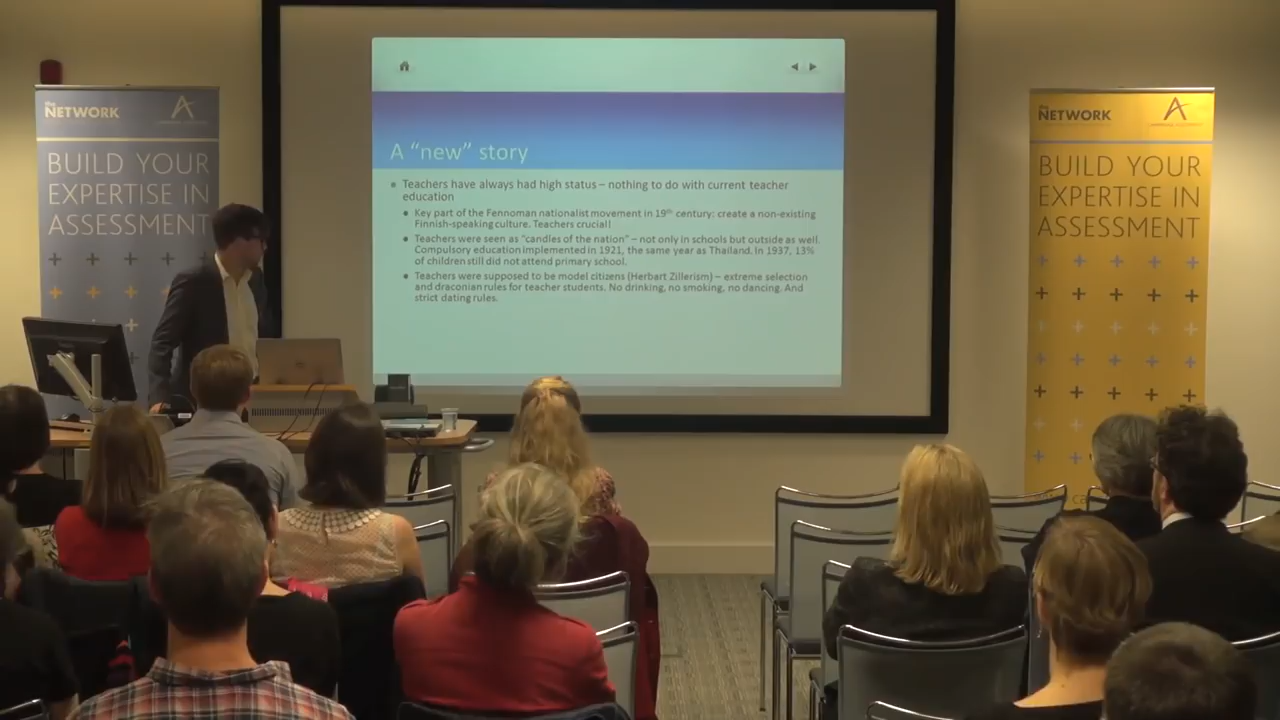 the
NETWORK
BUILD YOUR
EXPERTISE IN
ASSESSMENT
A “new” story
Teachers have always had high status – nothing to do with current teacher
education
Key part of the Fennoman nationalist movement in 19th century: create a non-existing
Finnish-speaking culture. Teachers crucial!
Teachers were seen as “candles of the nation” – not only in schools but outside as well.
Compulsory education implemented in 1921, the same year as Thailand. In 1937, 13%
of children still did not attend primary school.
Teachers were supposed to be model citizens (Herbart Zillerism) – extreme selection
and draconian rules for teacher students. No drinking, no smoking, no dancing. And
strict dating rules.
the
NETWORK
BUILD YOUR
EXPERTISE IN
ASSESSMENT